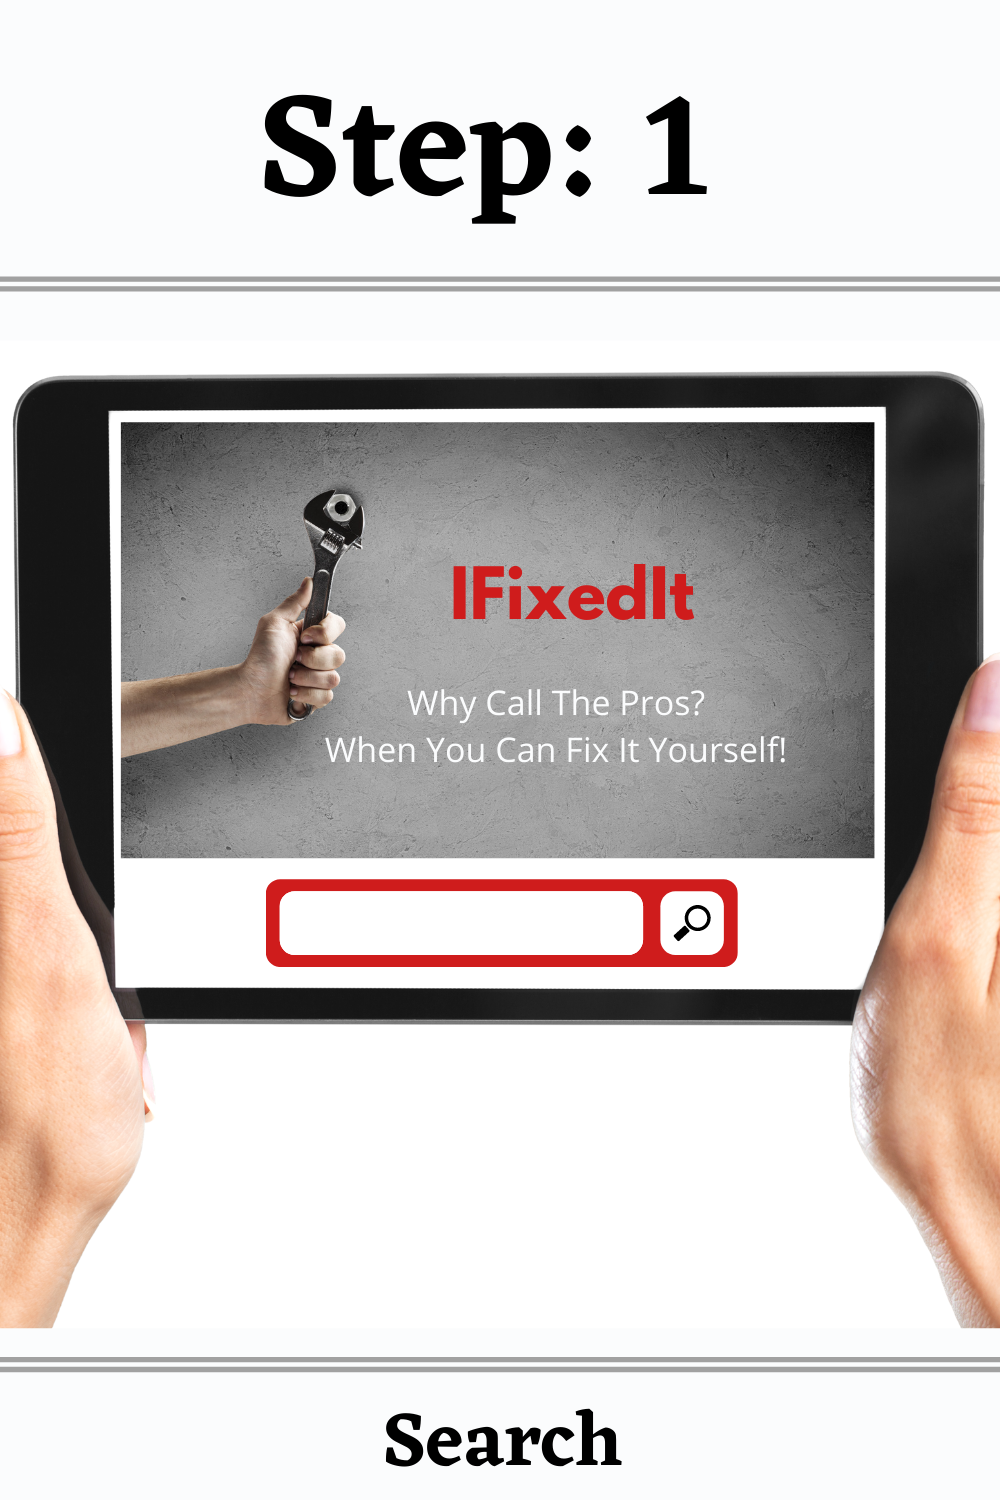 Step: 1
IFixedIt
Why Call The Pros?
When You Can Fix It Yourself!
Search